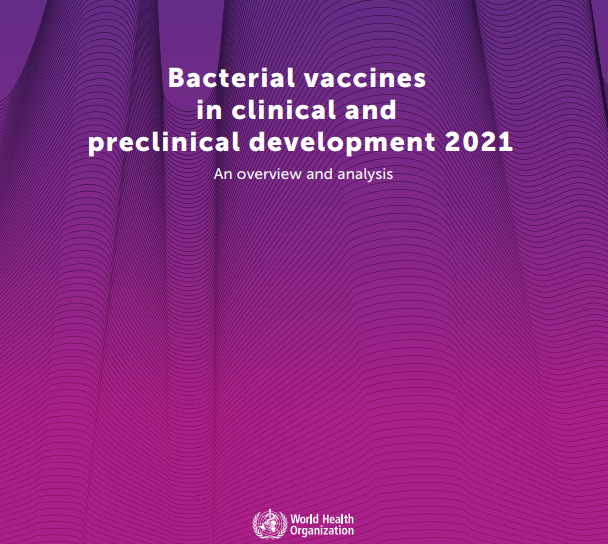 Bacterial vaccines
in clinical and
preclinical development 2021
An overview and analysis
World Health
Organization